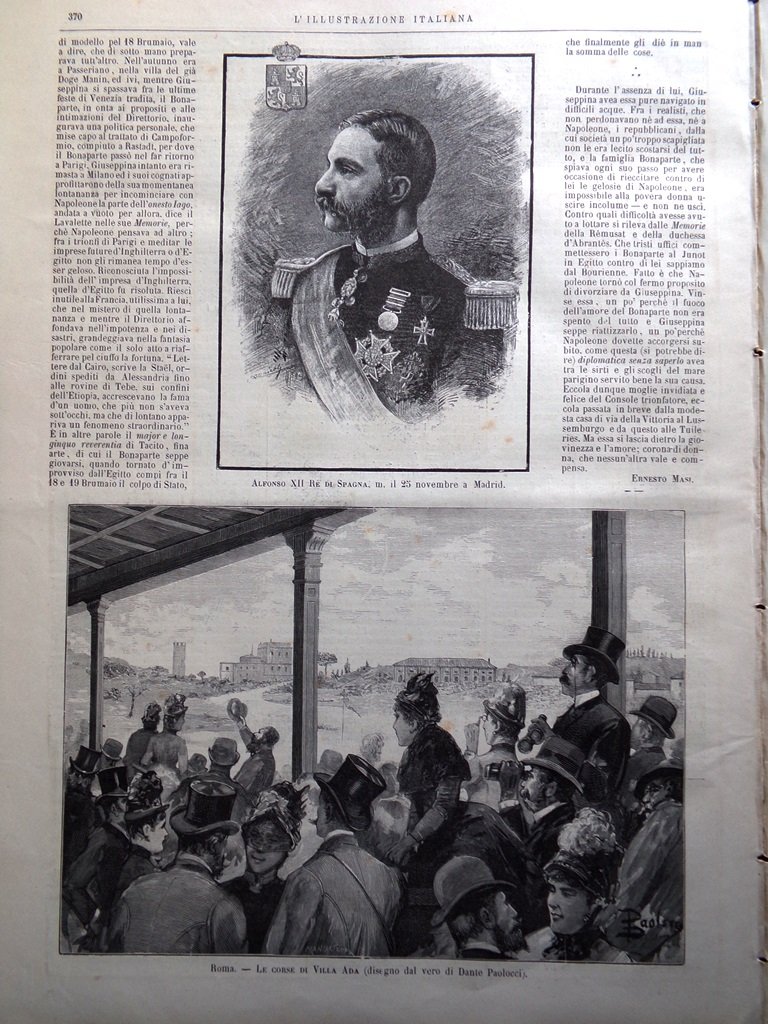 370
L'ILLUSTRAZIONE ITALIANA
di modello pel 18 Brumaio, vale
a dire, che di sotto mano prepa-
rava tutt'altro. Nell'autunno era
a Passeriano, nella villa del già
Doge Manin, ed ivi, mentre Giu-
seppina si spassava fra le ultime
feste di Venezia tradita, il Bona-
parte, in onta ai propositi e alle
intimazioni del Direttorio, inau-
gurava una politica personale, che
mise capo al trattato di Campofor-
mio, compiuto a Rastadt, per dove
il Bonaparte passò nel far ritorno
a Parigi. Giuseppina intanto era ri-
masta a Milano ed i suoi cognati ap-
profittarono della sua momentanea
lontananza per incominciare con
Napoleone la parte dell'onesto Iago,
andata a vuoto per allora, dice il
Lavalette nelle sue Memorie, per-
chè Napoleone pensava ad altro;
fra i trionfi di Parigi e meditar le
imprese future d'Inghilterra o d'E-
gitto non gli rimanea tempo d'es-
ser geloso. Riconosciuta l'impossi-
bilità dell'impresa d'Inghilterra,
quella d'Egitto fu risoluta. Riescì
inutile alla Francia, utilissima a lui,
che nel mistero di quella lonta-
nanza e mentre il Direttorio af-
fondava nell'impotenza e nei di-
sastri, grandeggiava nella fantasia
popolare come il solo atto a riaf-
ferrare pel ciuffo la fortuna. "Let-
tere dal Cairo, scrive la Staël, or-
dini spediti da Alessandria fino
alle rovine di Tebe, sui confini
dell'Etiopia, accrescevano la fama
d'un uomo, che più non s'aveva
sott'occhi, ma che di lontano appa-
riva un fenomeno straordinario."
È in altre parole il major e lon-
ginquo reverentia di Tacito, fina
arte, di cui il Bonaparte seppe
giovarsi, quando tornato d'im-
provviso dall'Egitto compì fra il
18 e 19 Brumaio il colpo di Stato,
ALFONSO XII RE DI SPAGNA, m. il 25 novembre a Madrid.
che finalmente gli diè in man
la somma delle cose.
Durante l'assenza di lui, Giu-
seppina avea essa pure navigato in
difficili acque. Fra i realisti, che
non perdonavano nè ad essa, nè a
Napoleone, i repubblicani, dalla
cui società un po' troppo scapigliata
non le era lecito scostarsi del tut-
to, e la famiglia Bonaparte, che
spiava ogni suo passo per avere
occasione di rieccitare contro di
lei le gelosie di Napoleone, era
impossibile alla povera donna u-
scire incolume — e non ne uscì.
Contro quali difficoltà avesse avu-
to a lottare si rileva dalle Memorie
della Rémusat e della duchessa
d'Abrantès. Che tristi uffici com-
mettessero i Bonaparte al Junot
in Egitto contro di lei sappiamo
dal Bourienne. Fatto è che Na-
poleone tornò col fermo proposito
di divorziare da Giuseppina. Vin-
se essa, un po' perchè il fuoco
dell'amore del Bonaparte non era
spento del tutto e Giuseppina
seppe riattizzarlo, un po' perchè
Napoleone dovette accorgersi su-
bito, come questa (si potrebbe di-
re) diplomatica senza saperlo avea
tra le sirti e gli scogli del mare
parigino servito bene la sua causa.
Eccola dunque moglie invidiata e
felice del Console trionfatore, ec-
cola passata in breve dalla mode-
sta casa di via della Vittoria al Lus-
semburgo e da questo alle Tuile-
ries. Ma essa si lascia dietro la gio-
vinezza e l'amore; corona di don-
na, che nessun'altra vale e com-
pensa.
ERNESTO MASI.
D Paolocci
Roma. — LE CORSE DI VILLA ADA (disegno dal vero di Dante Paolocci).